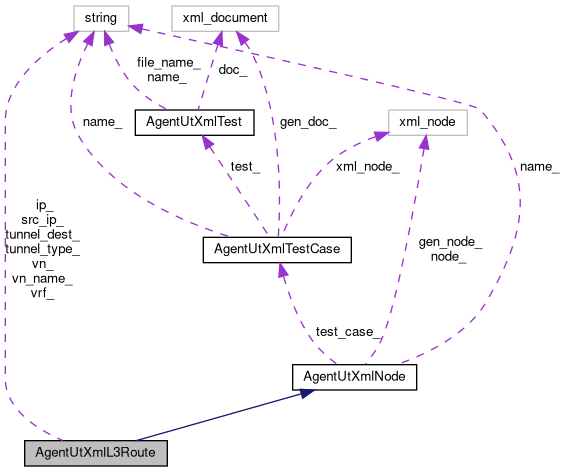 string
xml_document
file_name_
name_
doc_
AgentUtXmlTest
xml_node
name_
gen_doc_
test_
xml_node_
name_
ip_
src_ip_
tunnel_dest_
tunnel_type_
vn_
vn_name_
vrf_
AgentUtXmlTestCase
gen_node_
node_
test_case_
AgentUtXmlNode
AgentUtXmlL3Route